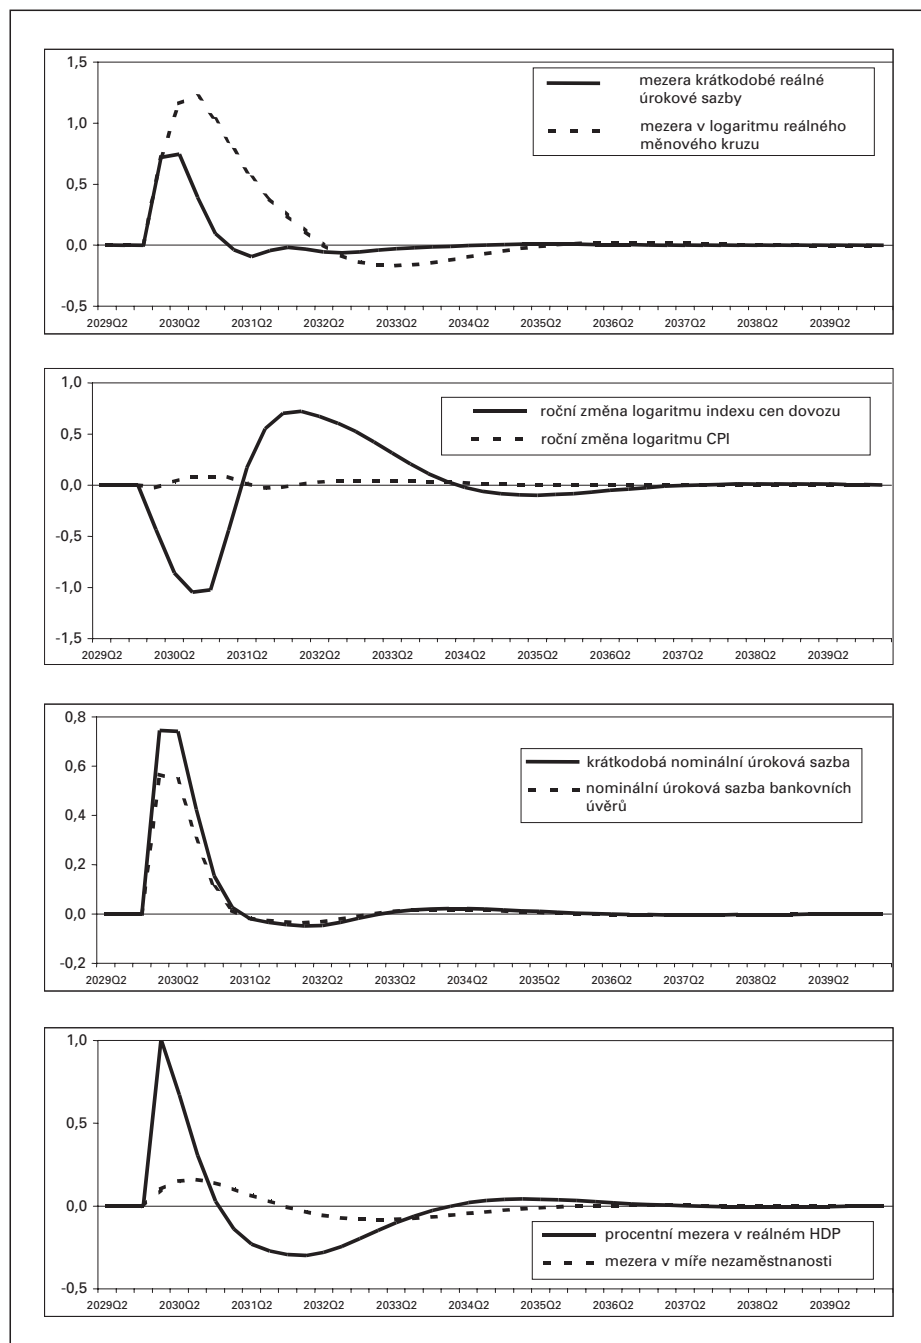 1,5
mezera krátkodobé reálné
úrokové sazby
mezera v logaritmu reálného
měnového kruzu
1,0
0,5
0,0
-0,5
2029Q2 2030Q2 2031Q2 2032Q2 2033Q2 2034Q2 2035Q2 2036Q2 2037Q2 2038Q2 2039Q2
1,0
roční změna logaritmu indexu cen dovozu
roční změna logaritmu CPI
0,5
0,0
-0,5
-1,0
-1,5
2029Q2 2030Q2 2031Q2 2032Q2 2033Q2 2034Q2 2035Q2 2036Q2 2037Q2 2038Q2 2039Q2
0,8
krátkodobá nominální úroková sazba
nominální úroková sazba bankovních
úvěrů
0,6
0,4
0,2
0,0
-0,2
2029Q2 2030Q2 2031Q2 2032Q2 2033Q2 2034Q2 2035Q2 2036Q2 2037Q2 2038Q2 2039Q2
1,0
0,5
0,0
procentní mezera v reálném HDP
mezera v míře nezaměstnanosti
-0,5
2029Q2 2030Q2 2031Q2 2032Q2 2033Q2 2034Q2 2035Q2 2036Q2 2037Q2 2038Q2 2039Q2